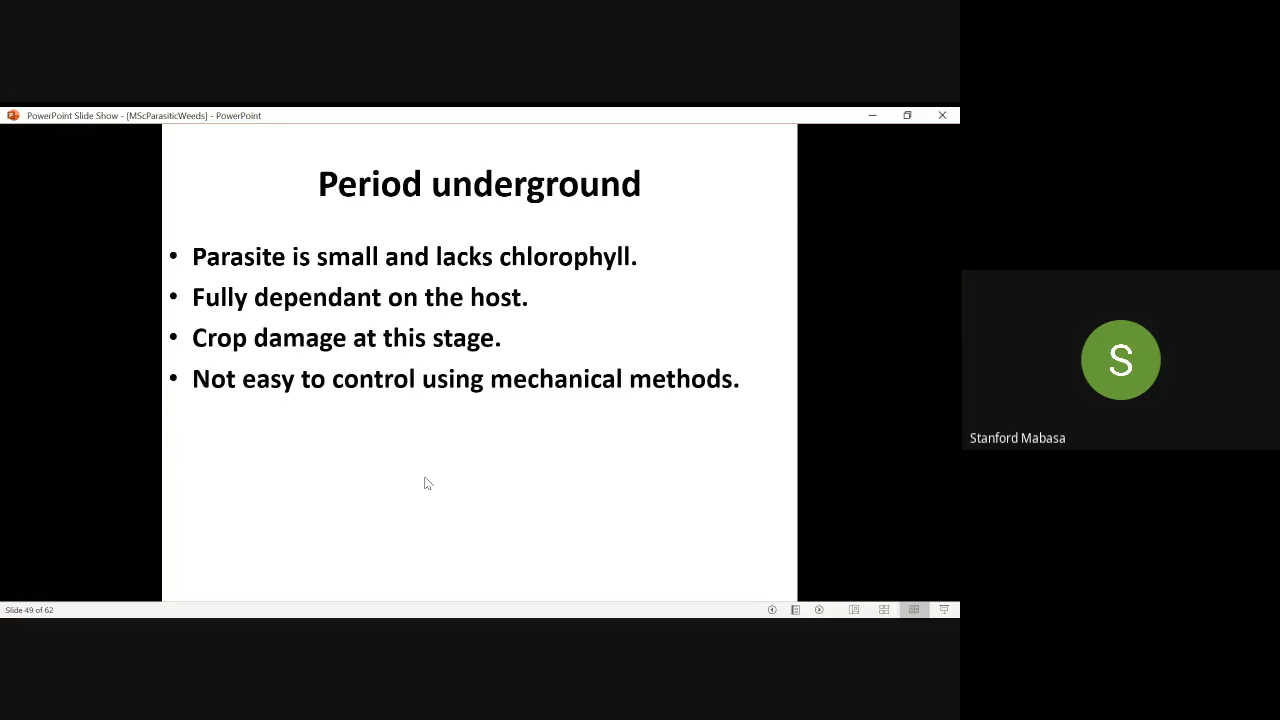 PowerPoint Slide Show - [MScParasiticWeeds] - PowerPoint
Period underground
• Parasite is small and lacks chlorophyll.
• Fully dependant on the host.
• Crop damage at this stage.
• Not easy to control using mechanical methods.
S
Stanford Mabasa
Slide 49 of 62